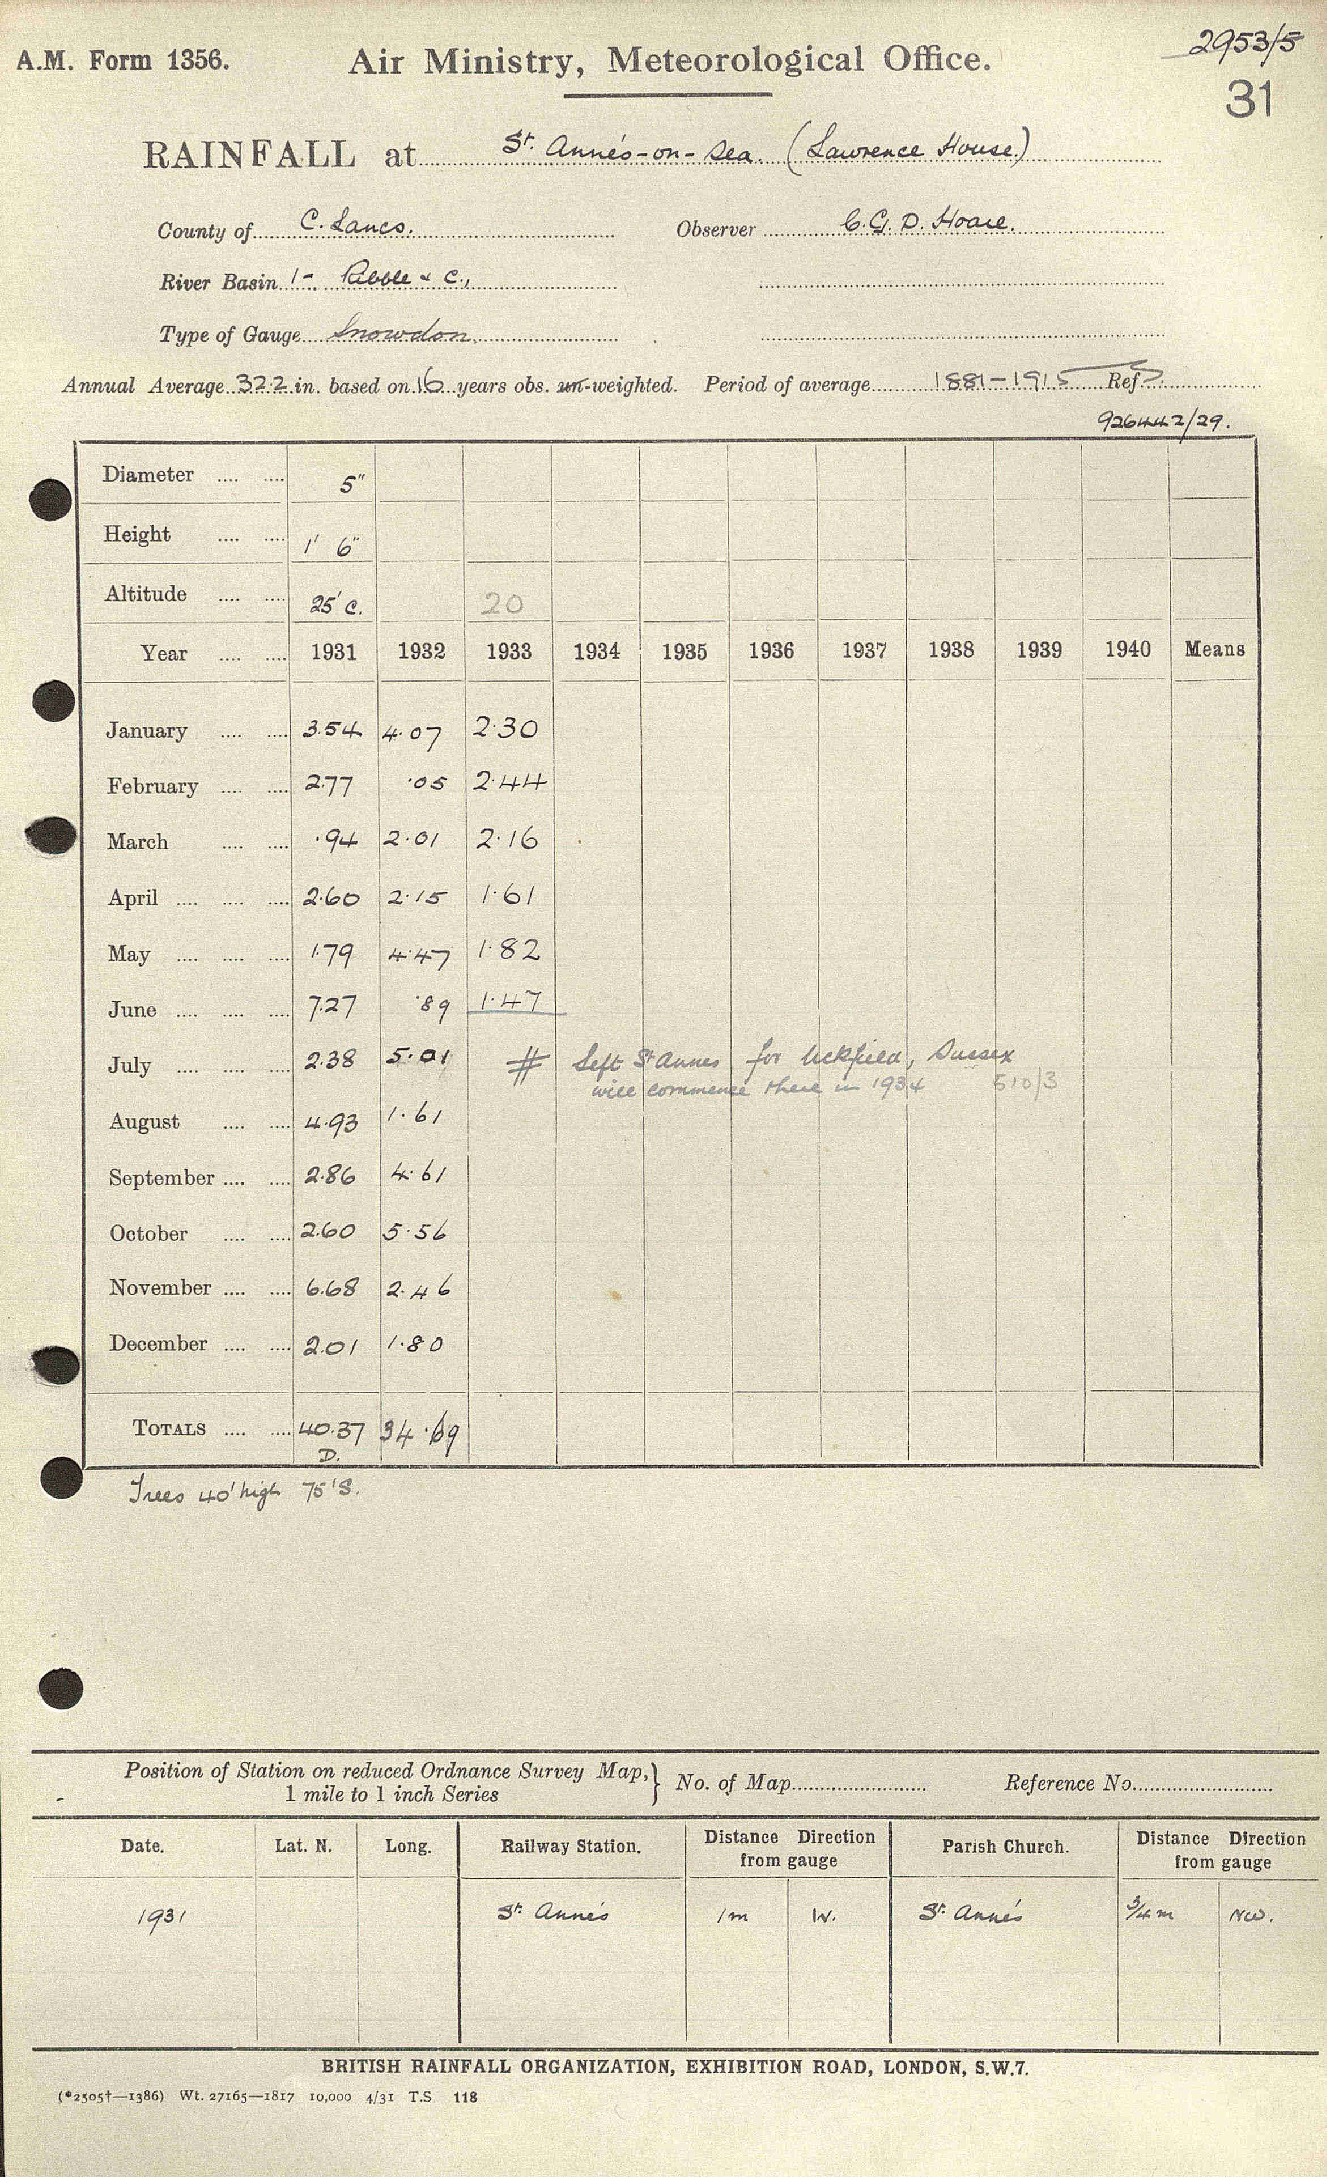 2953/5
A.M. Form 1356. Air Ministry, Meteorological Office.
31
RAINFALL at St. Anne's-on-Sea. (Lawrence House.)
County of C. Lancs. Observer C. G. D. Hoare.
River Basin 1-. Ribble & C.,
Type of Gauge Snowdon
Annual Average 32.2 in. based on 16 years obs. un-weighted. Period of average 1881-1915 Ref
926442/29.
Diameter .... .... 5"
Height .... .... 1' 6"
Altitude .... .... 25' c. 20
Year .... .... 1931 1932 1933 1934 1935 1936 1937 1938 1939 1940 Means
January .... .... 3.54 4.07 2.30
February .... .... 2.77 .05 2.44
March .... .... .94 2.01 2.16
April .... .... .... 2.60 2.15 1.61
May .... .... .... 1.79 4.47 1.82
June .... .... .... 7.27 .89 1.47
July .... .... .... 2.38 5.01 # Left St Annes for Uckfield, Sussex
will commence there in 1934 510/3
August .... .... 4.93 1.61
September .... .... 2.86 4.61
October .... .... 2.60 5.56
November .... .... 6.68 2.46
December .... .... 2.01 1.80
TOTALS .... .... 40.37 34.69
D.
Trees 40' high 75' S.
Position of Station on reduced Ordnance Survey Map, } No. of Map Reference No.
1 mile to 1 inch Series
Date. Lat. N. Long. Railway Station. Distance Direction from gauge Parish Church. Distance Direction from gauge
1931 St. Anne's 1m W. St. Anne's 3/4 m NW.
BRITISH RAINFALL ORGANIZATION, EXHIBITION ROAD, LONDON, S.W.7.
(*2505†—1386) Wt. 27165—1817 10,000 4/31 T.S. 118